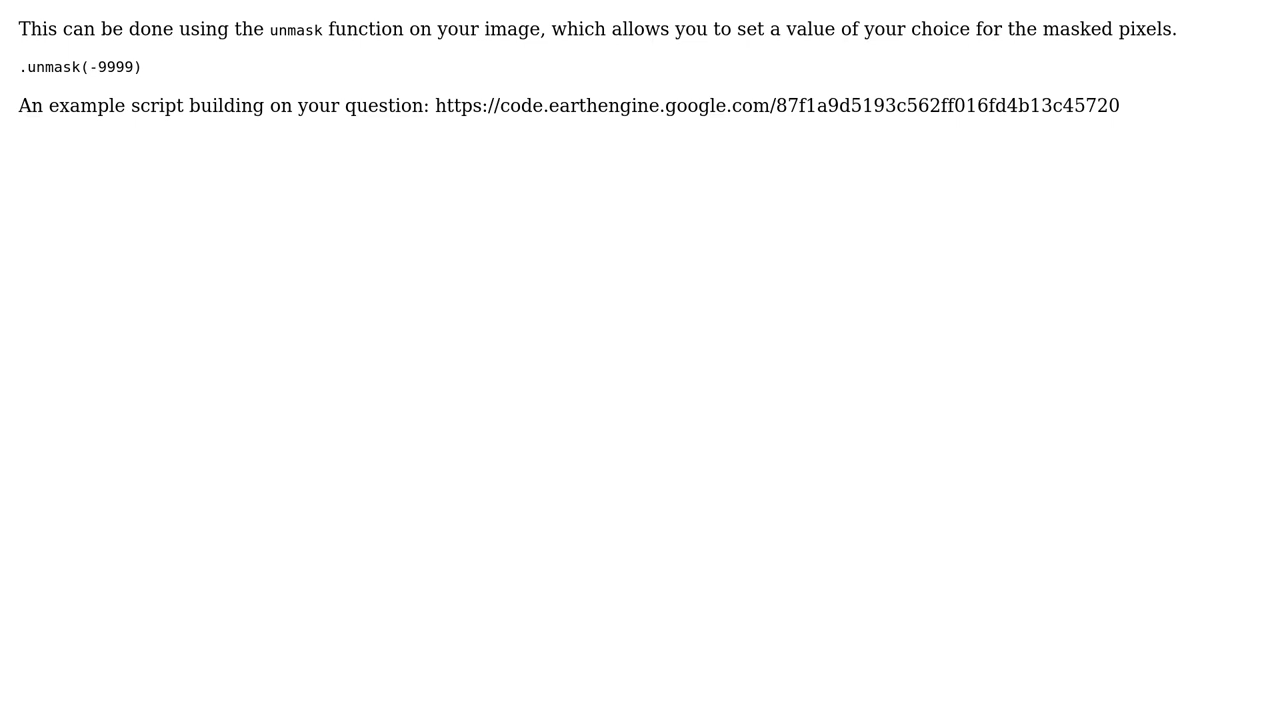 This can be done using the unmask function on your image, which allows you to set a value of your choice for the masked pixels.
.unmask(-9999)
An example script building on your question: https://code.earthengine.google.com/87f1a9d5193c562ff016fd4b13c45720